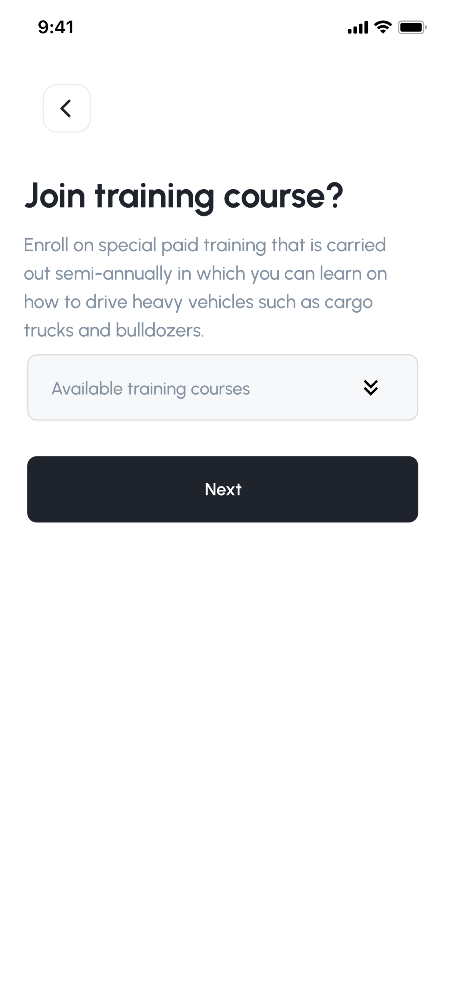 9:41
Join training course?
Enroll on special paid training that is carried
out semi-annually in which you can learn on
how to drive heavy vehicles such as cargo
trucks and bulldozers.
Available training courses
Next